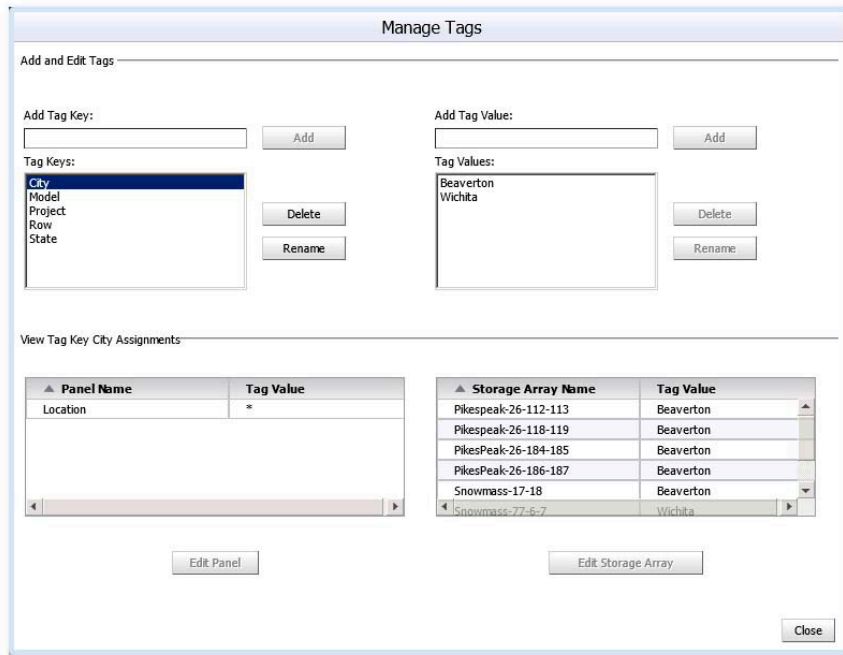 Manage Tags
Add and Edit Tags
Add Tag Key:
Add
Tag Keys:
City
Model
Project
Row
State
Delete
Rename
Add Tag Value:
Add
Tag Values:
Beaverton
Wichita
Delete
Rename
View Tag Key City Assignments
Panel Name Tag Value
Location *
Edit Panel
Storage Array Name Tag Value
Pikespeak-26-112-113 Beaverton
Pikespeak-26-118-119 Beaverton
PikesPeak-26-184-185 Beaverton
PikesPeak-26-186-187 Beaverton
Snowmass-17-18 Beaverton
Snowmass-77-6-7 Wichita
Edit Storage Array
Close